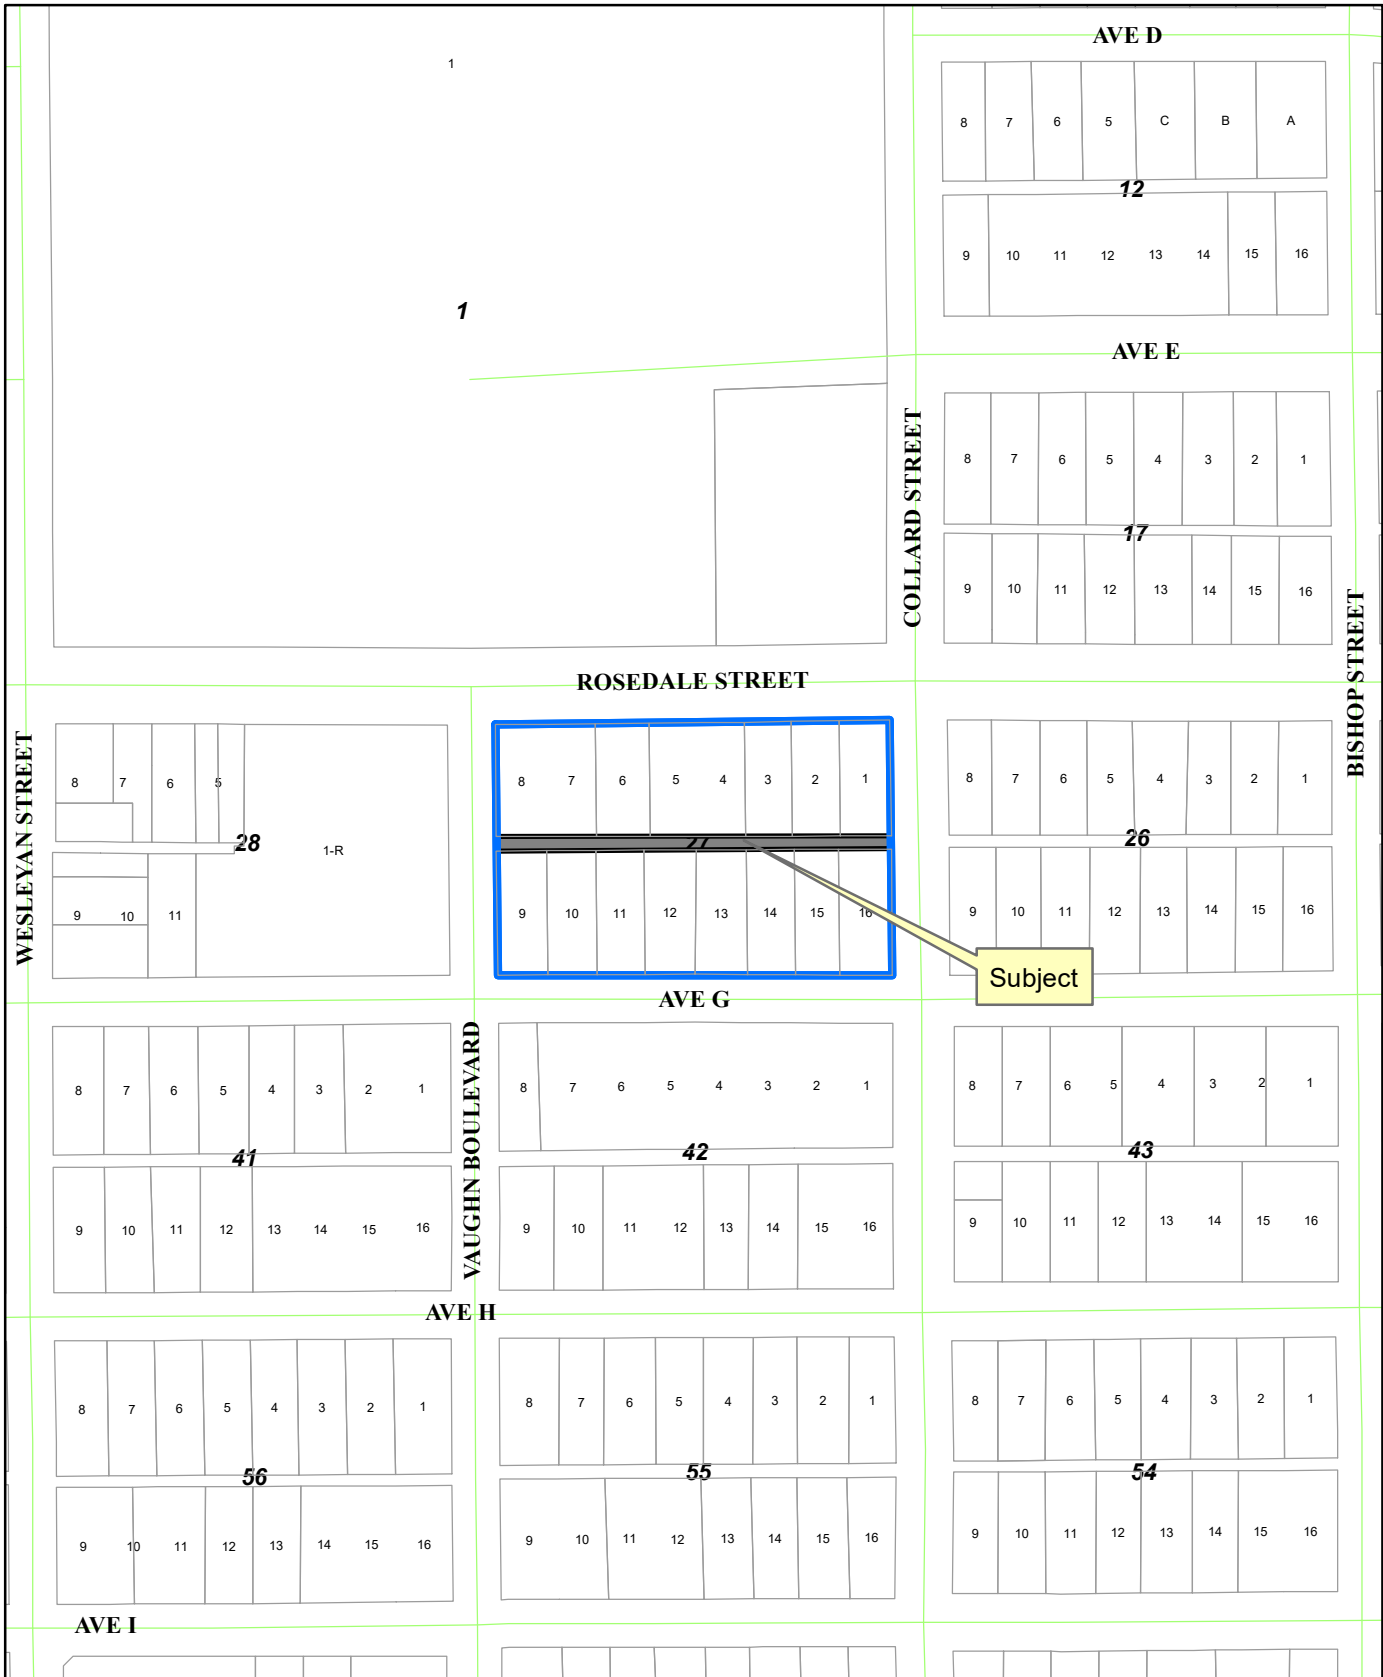 AVE D
1
8 7 6 5 C B A
12
9 10 11 12 13 14 15 16
1
AVE E
COLLARD STREET
8 7 6 5 4 3 2 1
17
9 10 11 12 13 14 15 16
BISHOP STREET
ROSEDALE STREET
WESLEYAN STREET
8 7 6 5
28
1-R
9 10 11
8 7 6 5 4 3 2 1
27
9 10 11 12 13 14 15 16
8 7 6 5 4 3 2 1
26
9 10 11 12 13 14 15 16
Subject
AVE G
VAUGHN BOULEVARD
8 7 6 5 4 3 2 1
41
9 10 11 12 13 14 15 16
8 7 6 5 4 3 2 1
42
9 10 11 12 13 14 15 16
8 7 6 5 4 3 2 1
43
9 10 11 12 13 14 15 16
AVE H
8 7 6 5 4 3 2 1
56
9 10 11 12 13 14 15 16
8 7 6 5 4 3 2 1
55
9 10 11 12 13 14 15 16
8 7 6 5 4 3 2 1
54
9 10 11 12 13 14 15 16
AVE I